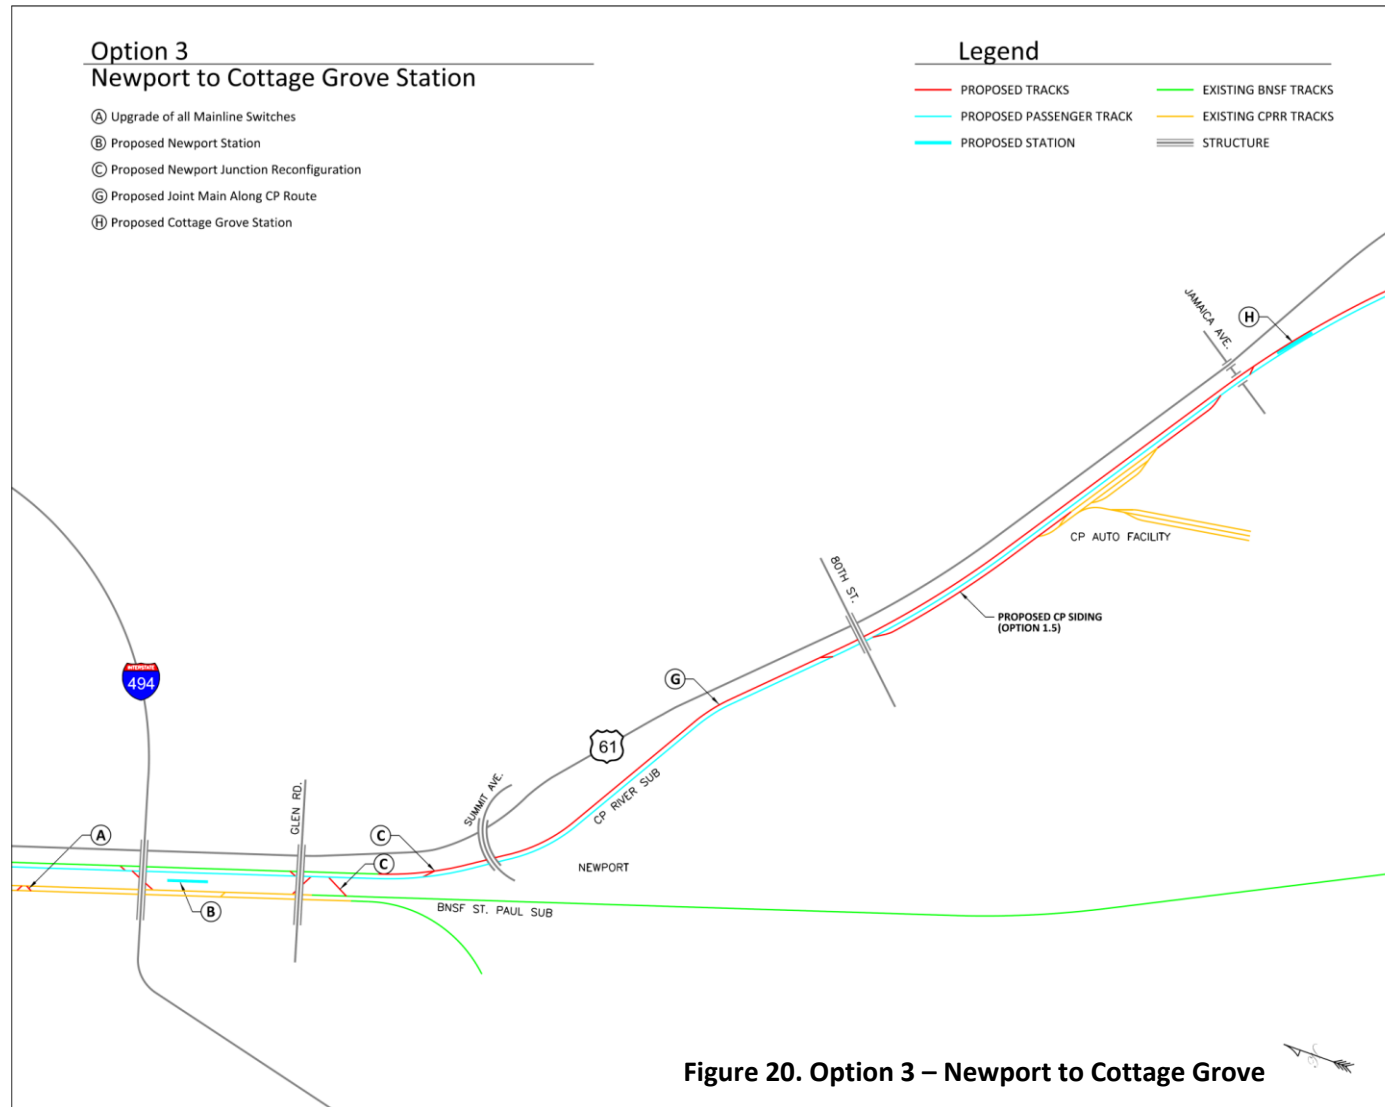 Option 3
Newport to Cottage Grove Station
A Upgrade of all Mainline Switches
B Proposed Newport Station
C Proposed Newport Junction Reconfiguration
G Proposed Joint Main Along CP Route
H Proposed Cottage Grove Station
Legend
PROPOSED TRACKS
EXISTING BNSF TRACKS
PROPOSED PASSENGER TRACK
EXISTING CPRR TRACKS
PROPOSED STATION
STRUCTURE
JAMAICA AVE.
H
CP AUTO FACILITY
80TH ST.
PROPOSED CP SIDING
(OPTION 1.5)
G
INTERSTATE
494
61
SUMMIT AVE.
CP RIVER SUB
GLEN RD.
A
C
C
NEWPORT
B
BNSF ST. PAUL SUB
Figure 20. Option 3 – Newport to Cottage Grove